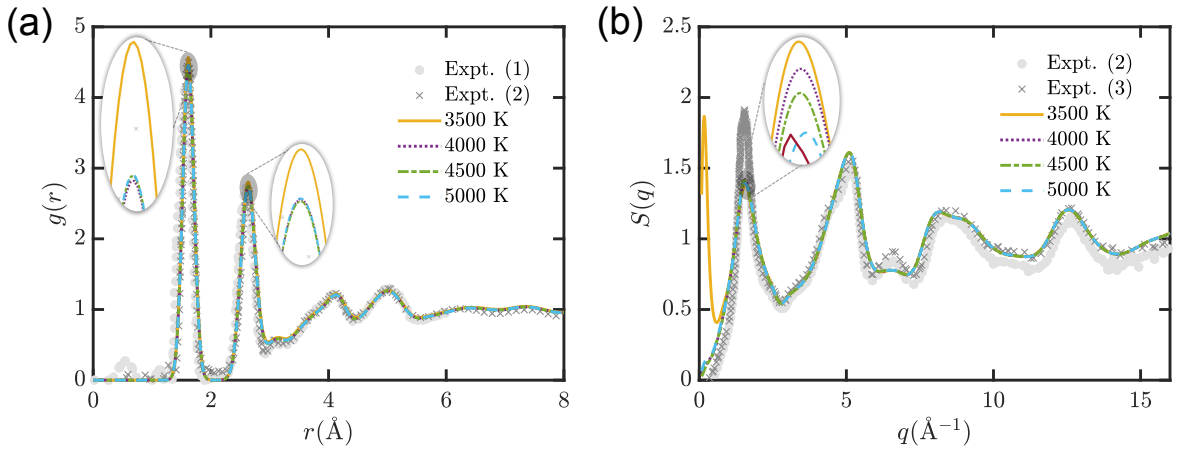 (a)
5
4
3
2
1
0
g(r)
0
2
4
6
8
r(Å)
Expt. (1)
Expt. (2)
3500 K
4000 K
4500 K
5000 K
(b)
2.5
2
1.5
1
0.5
0
S(q)
0
5
10
15
q(Å⁻¹)
Expt. (2)
Expt. (3)
3500 K
4000 K
4500 K
5000 K